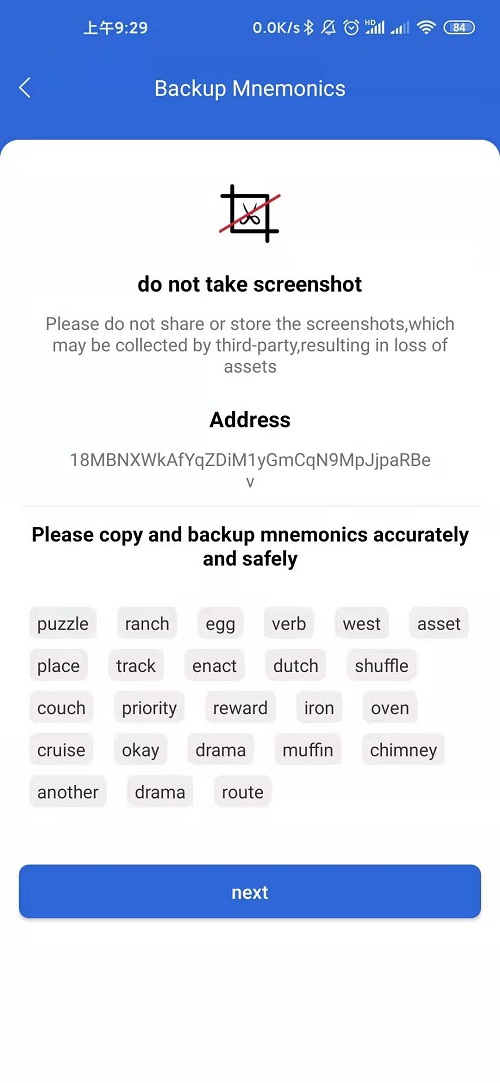 上午9:29 0.0K/s HD 84
Backup Mnemonics
do not take screenshot
Please do not share or store the screenshots,which
may be collected by third-party,resulting in loss of
assets
Address
18MBNXWkAfYqZDiM1yGmCqN9MpJjpaRBe
v
Please copy and backup mnemonics accurately
and safely
puzzle ranch egg verb west asset
place track enact dutch shuffle
couch priority reward iron oven
cruise okay drama muffin chimney
another drama route
next